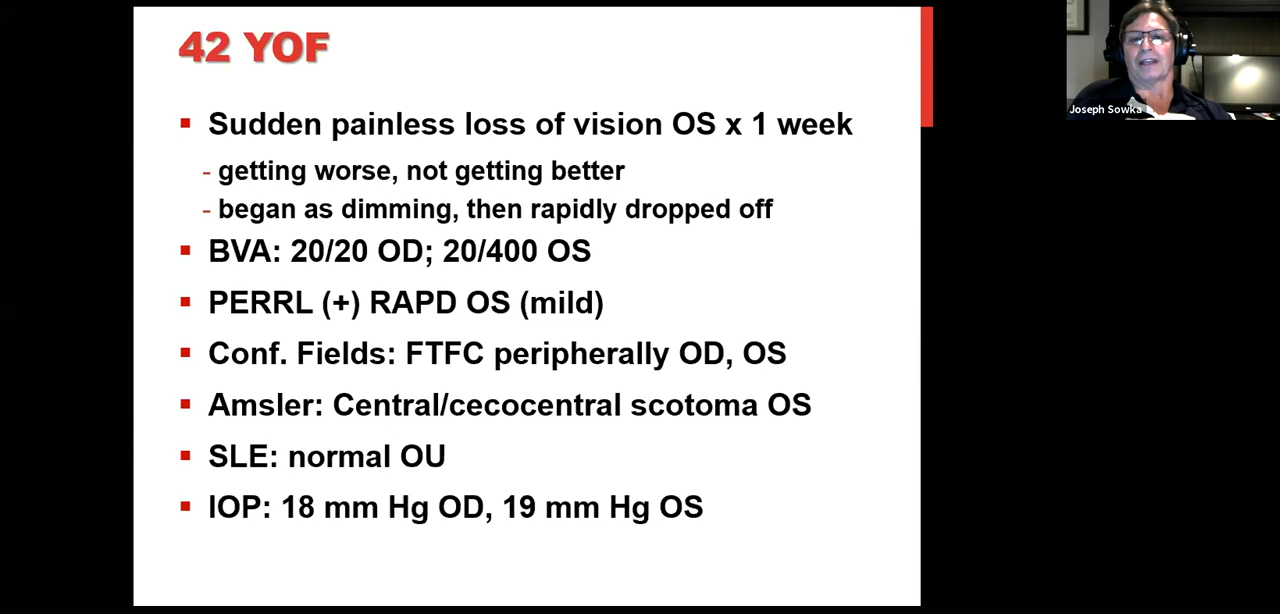 42 YOF
Sudden painless loss of vision OS x 1 week
- getting worse, not getting better
- began as dimming, then rapidly dropped off
BVA: 20/20 OD; 20/400 OS
PERRL (+) RAPD OS (mild)
Conf. Fields: FTFC peripherally OD, OS
Amsler: Central/cecocentral scotoma OS
SLE: normal OU
IOP: 18 mm Hg OD, 19 mm Hg OS
Joseph Sowka